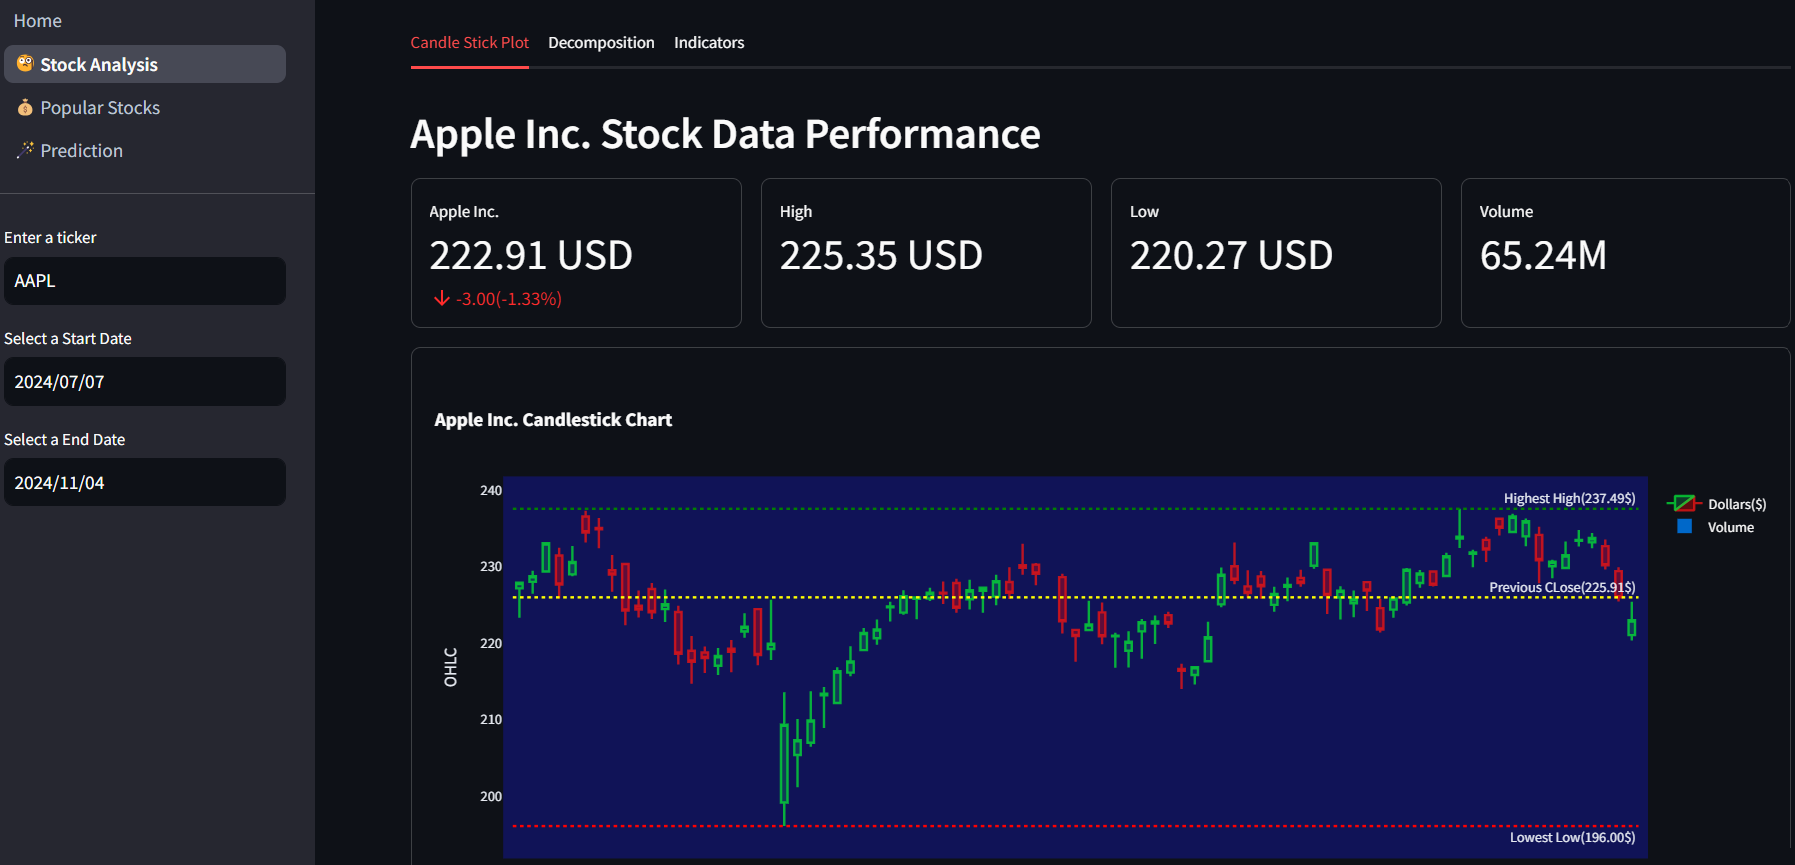 Home
Stock Analysis
Popular Stocks
Prediction
Enter a ticker
AAPL
Select a Start Date
2024/07/07
Select a End Date
2024/11/04
Candle Stick Plot Decomposition Indicators
Apple Inc. Stock Data Performance
Apple Inc.
222.91 USD
-3.00(-1.33%)
High
225.35 USD
Low
220.27 USD
Volume
65.24M
Apple Inc. Candlestick Chart
240
230
220
210
200
OHLC
Highest High(237.49$)
Previous CLose(225.91$)
Lowest Low(196.00$)
Dollars($)
Volume